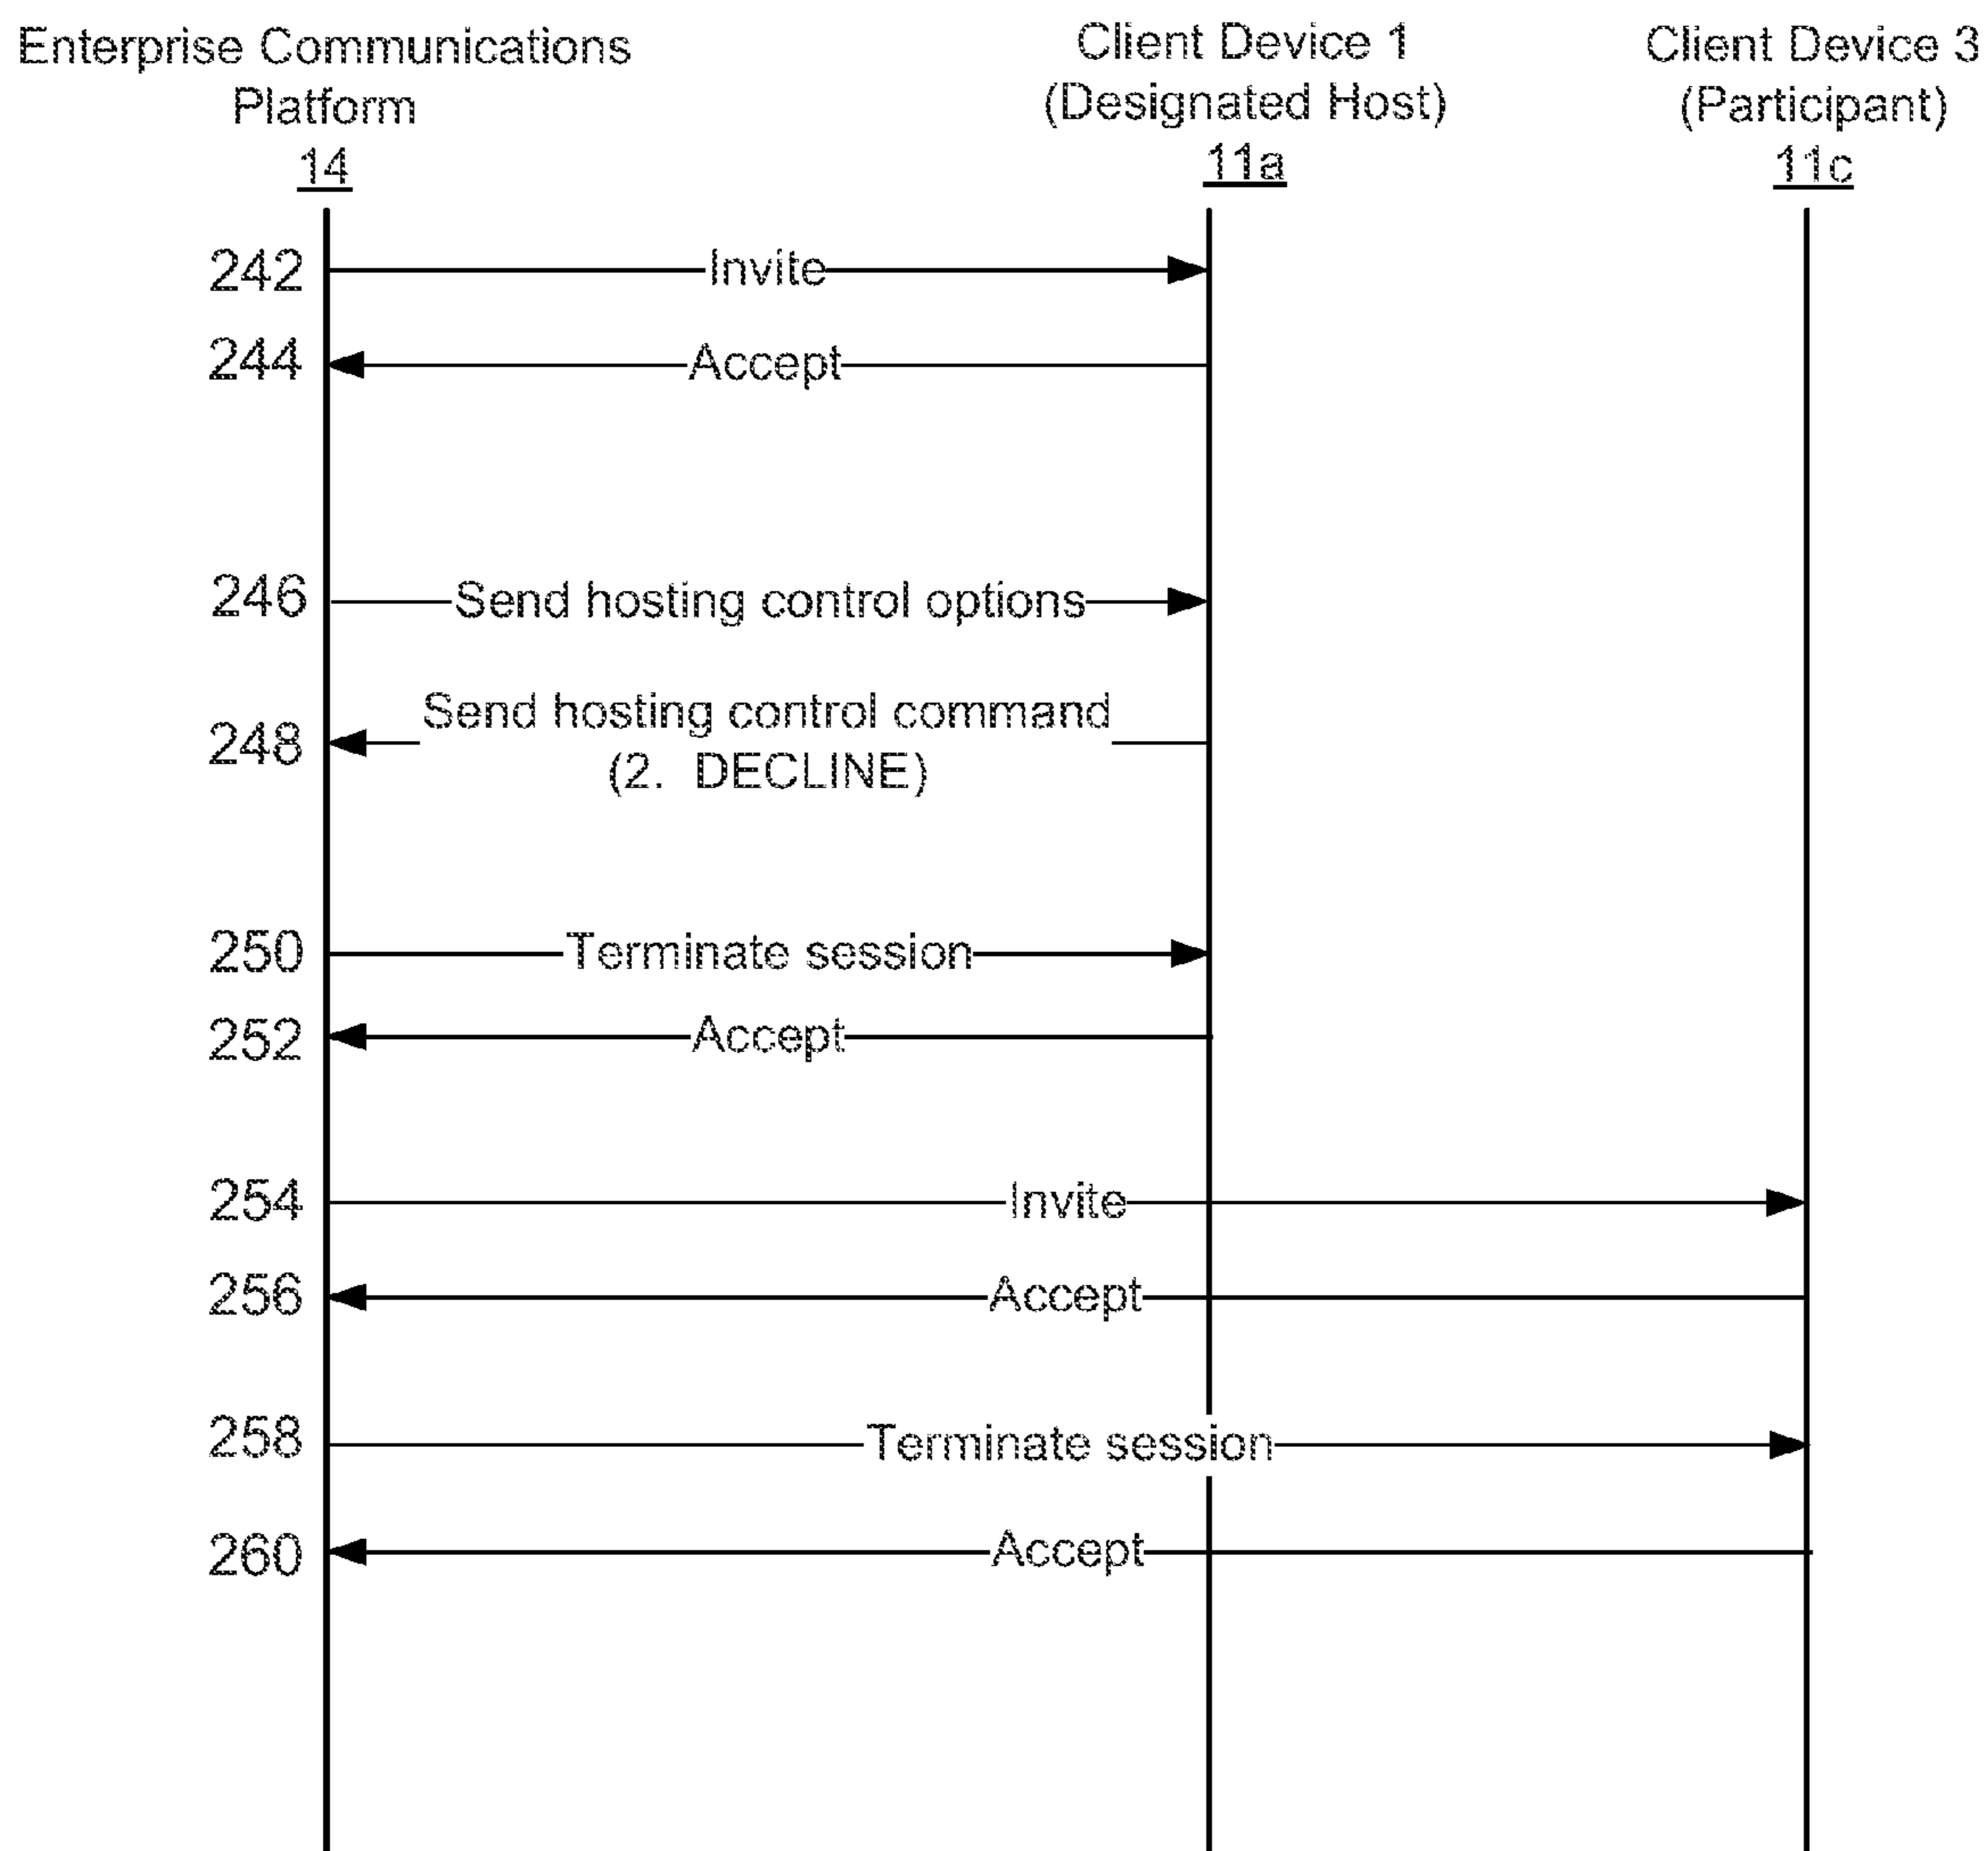 Enterprise Communications
Platform
14
Client Device 1
(Designated Host)
11a
Client Device 3
(Participant)
11c
242 Invite
244 Accept
246 Send hosting control options
248 Send hosting control command
(2. DECLINE)
250 Terminate session
252 Accept
254 Invite
256 Accept
258 Terminate session
260 Accept